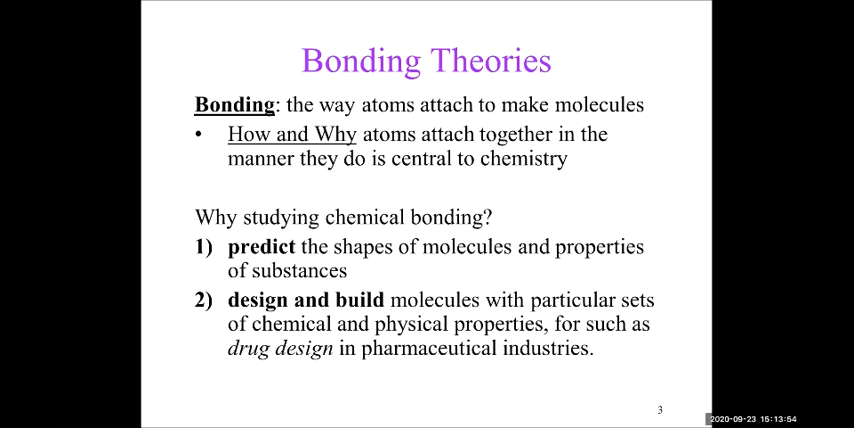 Bonding Theories
Bonding: the way atoms attach to make molecules
• How and Why atoms attach together in the
manner they do is central to chemistry
Why studying chemical bonding?
1) predict the shapes of molecules and properties
of substances
2) design and build molecules with particular sets
of chemical and physical properties, for such as
drug design in pharmaceutical industries.
3
2020-09-23 15:13:54